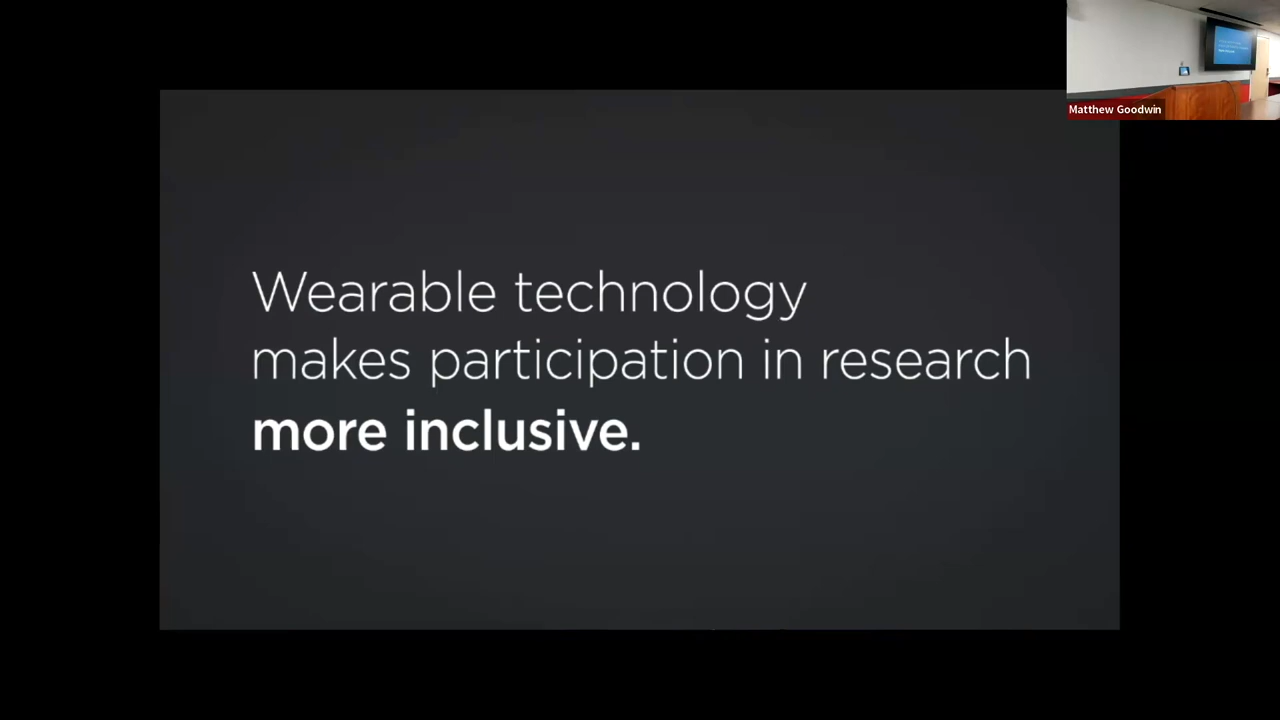 Matthew Goodwin
Wearable technology
makes participation in research
more inclusive.